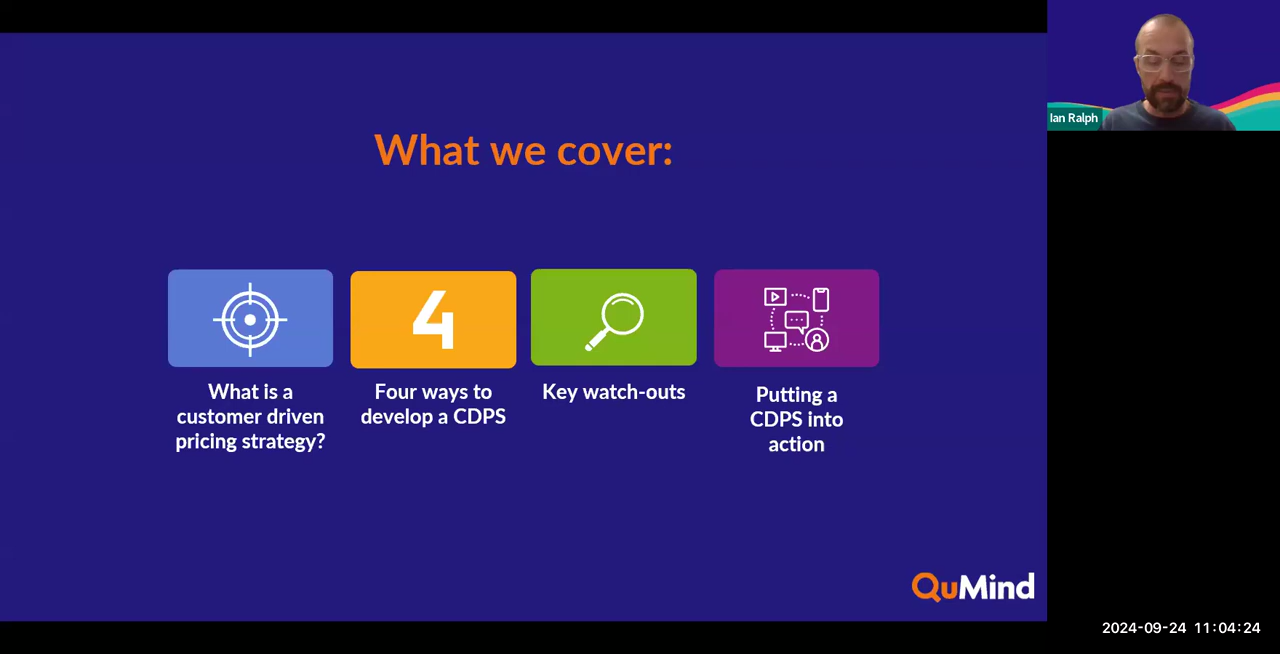 What we cover:
4
What is a
customer driven
pricing strategy?
Four ways to
develop a CDPS
Key watch-outs
Putting a
CDPS into
action
QuMind
Ian Ralph
2024-09-24 11:04:24